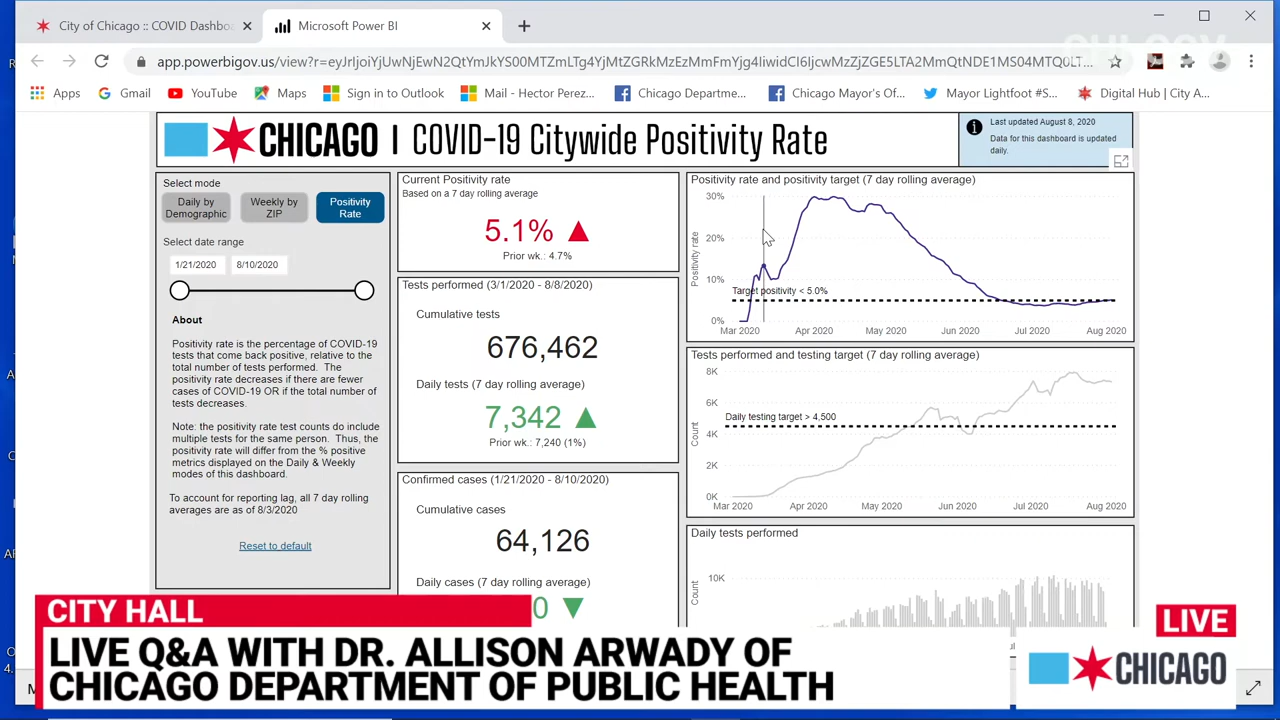 City of Chicago :: COVID Dashboa
Microsoft Power BI
app.powerbigov.us/view?r=eyJrIjoiYjUwNjEwN2QtYmJkYS00MTZmLTg4YjMtZGRkMzEzMmFmYjg4IiwidCI6IjcwMzZjZGE5LTA2MmQtNDE1MS04MTQ0LT...
Apps
Gmail
YouTube
Maps
Sign in to Outlook
Mail - Hector Perez...
Chicago Departme...
Chicago Mayor's Of...
Mayor Lightfoot #S...
Digital Hub | City A...
CHICAGO | COVID-19 Citywide Positivity Rate
Last updated August 8, 2020
Data for this dashboard is updated
daily.
Select mode
Daily by
Demographic
Weekly by
ZIP
Positivity
Rate
Select date range
1/21/2020
8/10/2020
About
Positivity rate is the percentage of COVID-19
tests that come back positive, relative to the
total number of tests performed. The
positivity rate decreases if there are fewer
cases of COVID-19 OR if the total number of
tests decreases.
Note: the positivity rate test counts do include
multiple tests for the same person. Thus, the
positivity rate will differ from the % positive
metrics displayed on the Daily & Weekly
modes of this dashboard.
To account for reporting lag, all 7 day rolling
averages are as of 8/3/2020
Reset to default
Current Positivity rate
Based on a 7 day rolling average
5.1%
Prior wk.: 4.7%
Tests performed (3/1/2020 - 8/8/2020)
Cumulative tests
676,462
Daily tests (7 day rolling average)
7,342
Prior wk.: 7,240 (1%)
Confirmed cases (1/21/2020 - 8/10/2020)
Cumulative cases
64,126
Daily cases (7 day rolling average)
0
Positivity rate and positivity target (7 day rolling average)
Positivity rate
30%
20%
10%
0%
Target positivity < 5.0%
Mar 2020
Apr 2020
May 2020
Jun 2020
Jul 2020
Aug 2020
Tests performed and testing target (7 day rolling average)
Count
8K
6K
4K
2K
0K
Daily testing target > 4,500
Mar 2020
Apr 2020
May 2020
Jun 2020
Jul 2020
Aug 2020
Daily tests performed
Count
10K
CITY HALL
LIVE Q&A WITH DR. ALLISON ARWADY OF
CHICAGO DEPARTMENT OF PUBLIC HEALTH
LIVE
CHICAGO